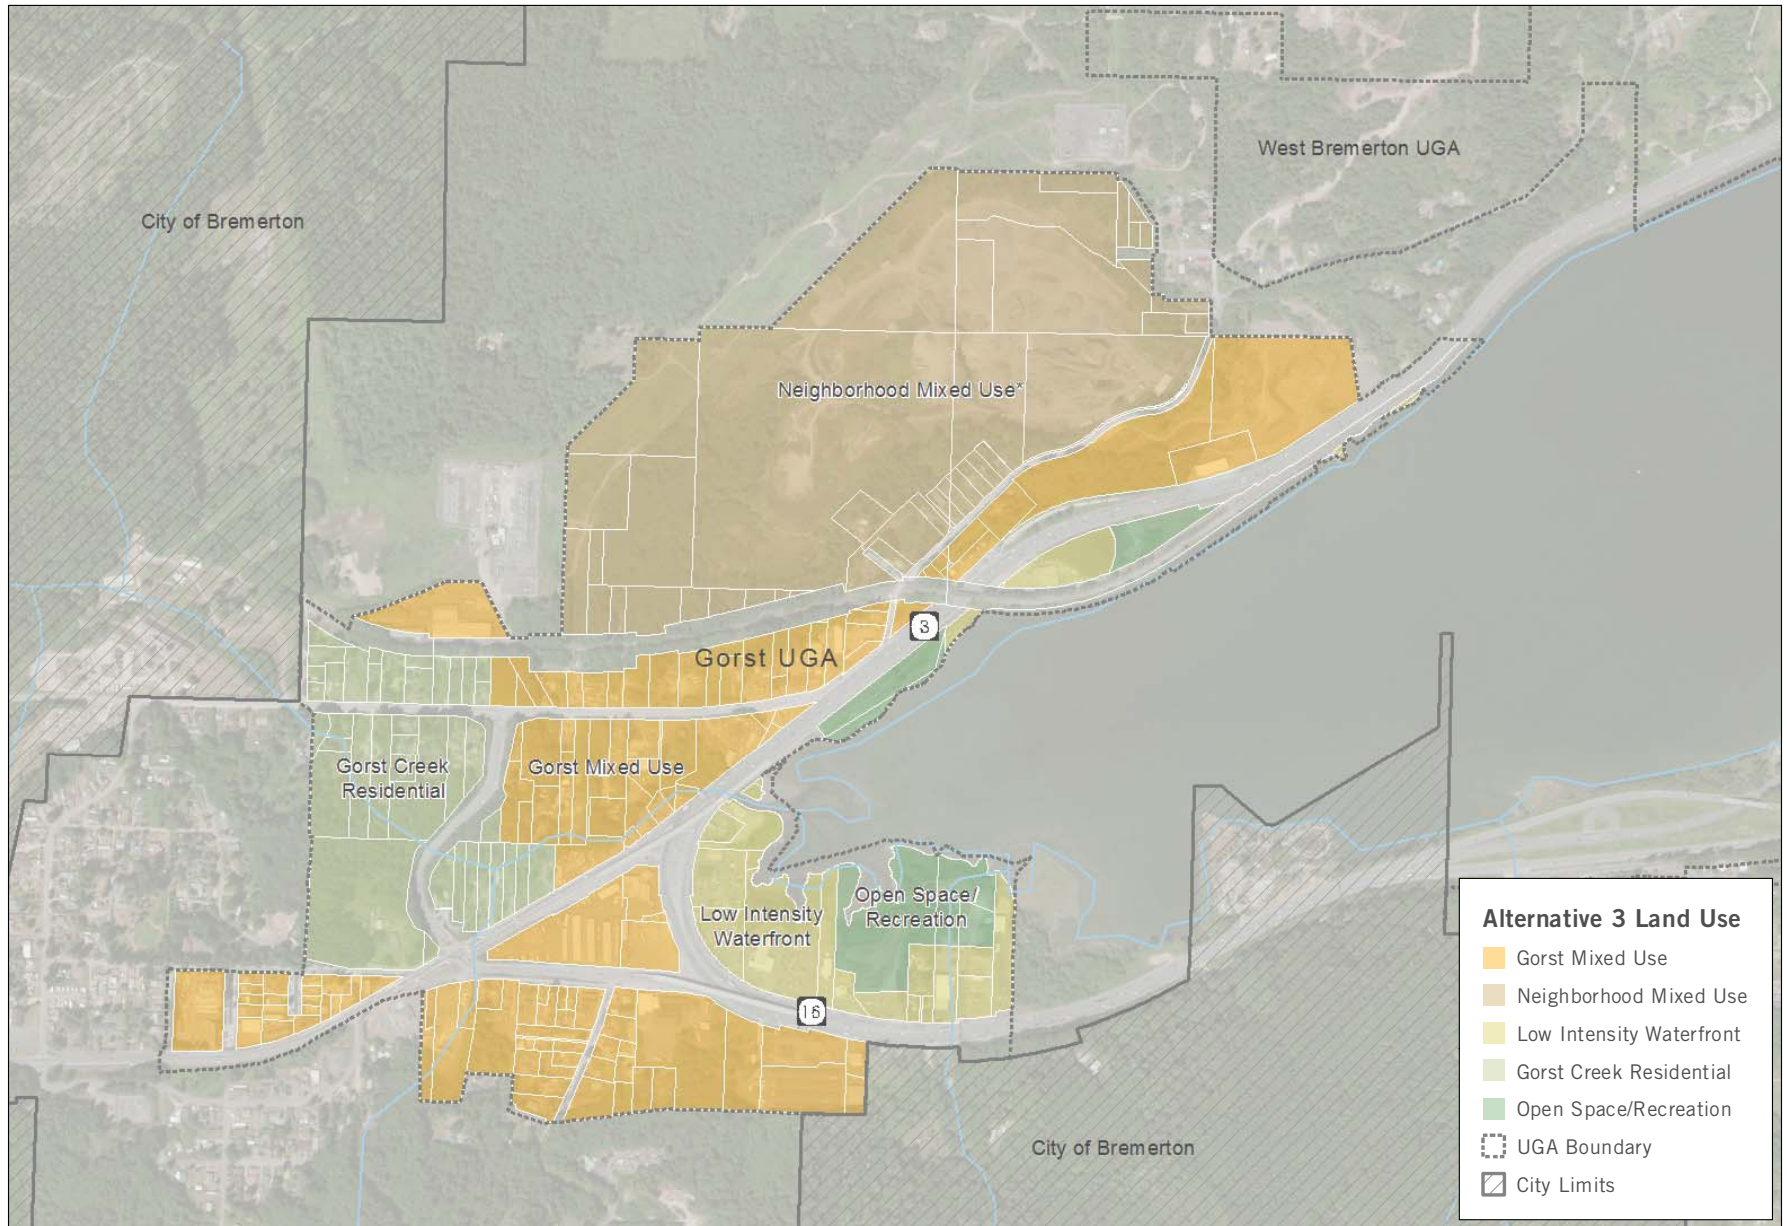 West Bremerton UGA
City of Bremerton
Neighborhood Mixed Use*
3
Gorst UGA
Gorst Creek
Residential
Gorst Mixed Use
Low Intensity
Waterfront
Open Space/
Recreation
16
City of Bremerton
Alternative 3 Land Use
Gorst Mixed Use
Neighborhood Mixed Use
Low Intensity Waterfront
Gorst Creek Residential
Open Space/Recreation
UGA Boundary
City Limits